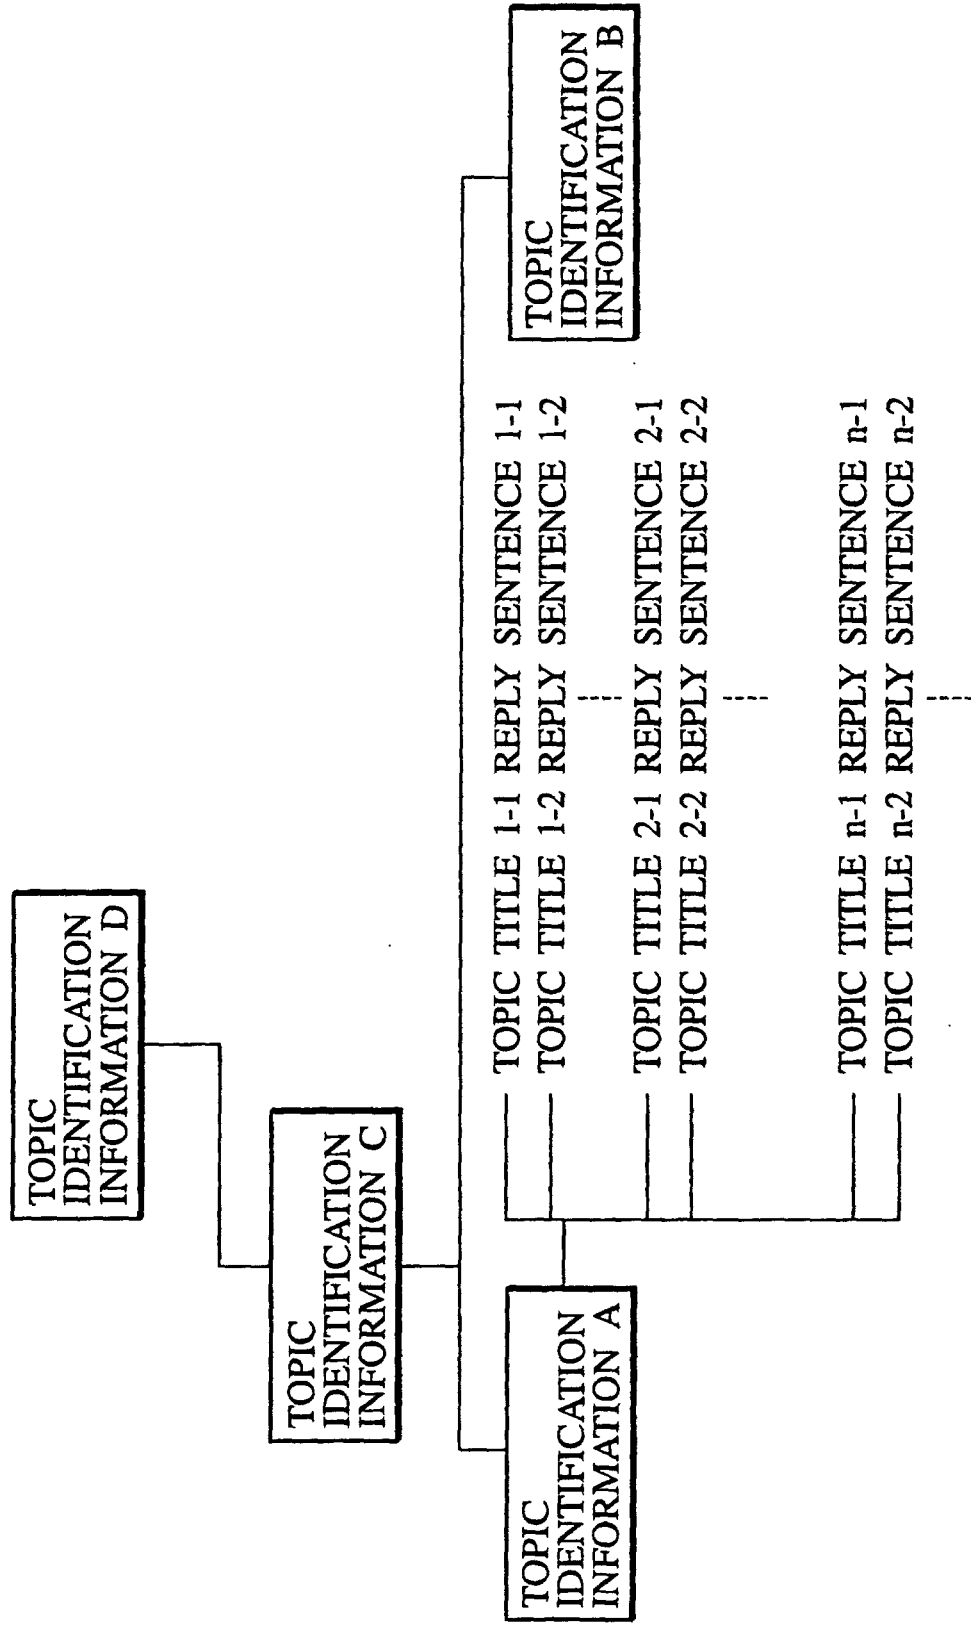 TOPIC
IDENTIFICATION
INFORMATION D
TOPIC
IDENTIFICATION
INFORMATION C
TOPIC
IDENTIFICATION
INFORMATION A
TOPIC TITLE 1-1 REPLY SENTENCE 1-1
TOPIC TITLE 1-2 REPLY SENTENCE 1-2
TOPIC TITLE 2-1 REPLY SENTENCE 2-1
TOPIC TITLE 2-2 REPLY SENTENCE 2-2
TOPIC TITLE n-1 REPLY SENTENCE n-1
TOPIC TITLE n-2 REPLY SENTENCE n-2
TOPIC
IDENTIFICATION
INFORMATION B